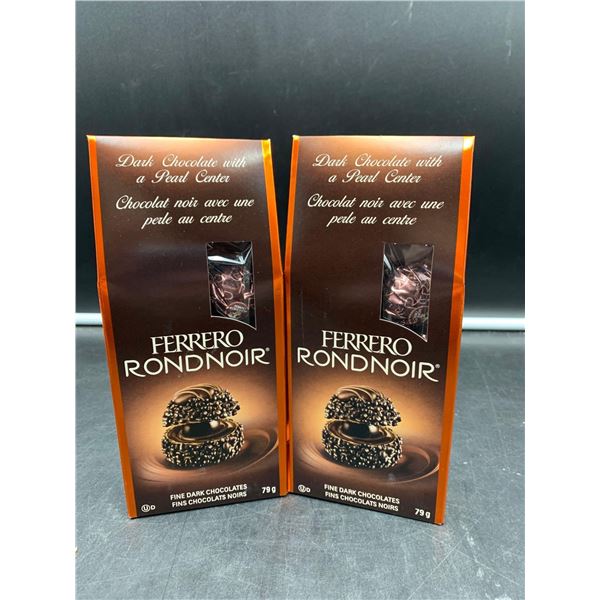 Dark Chocolate with
a Pearl Center
Chocolat noir avec une
perle au centre
FERRERO
RONDNOIR®
FINE DARK CHOCOLATES
FINS CHOCOLATS NOIRS
79 g
U D
Dark Chocolate with
a Pearl Center
Chocolat noir avec une
perle au centre
FERRERO
RONDNOIR®
FINE DARK CHOCOLATES
FINS CHOCOLATS NOIRS
79 g
U D